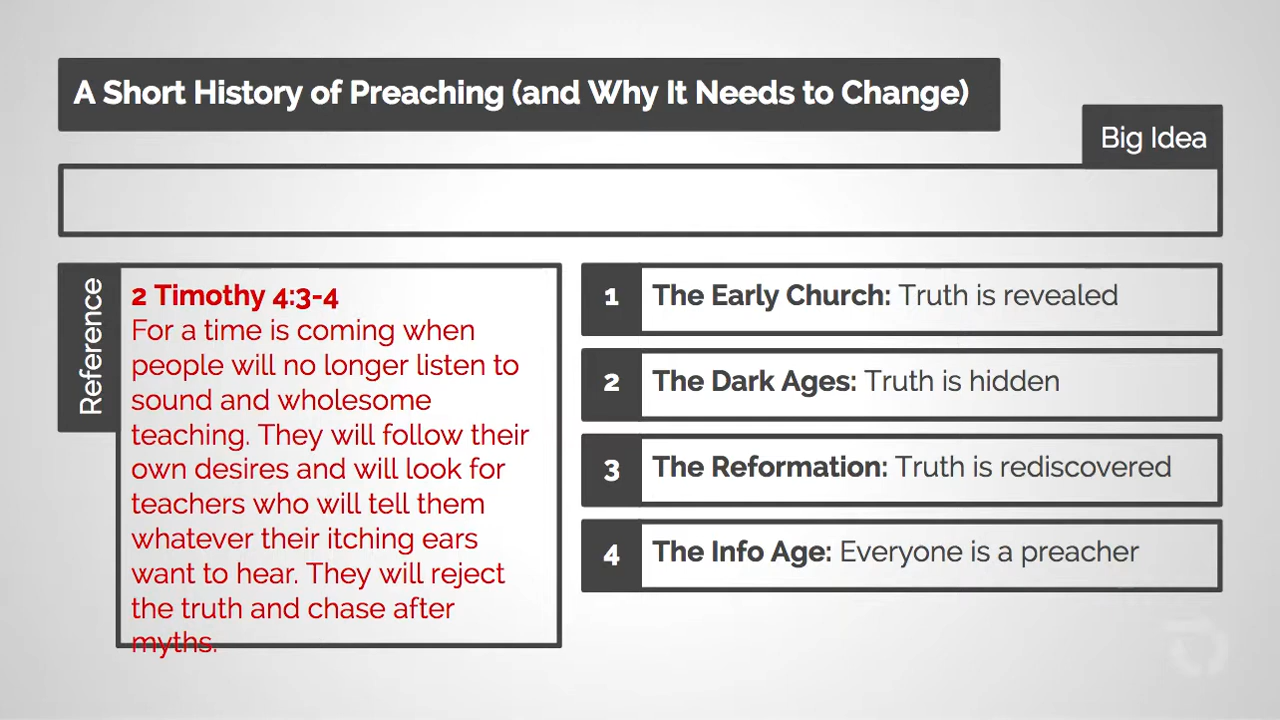 A Short History of Preaching (and Why It Needs to Change)
Big Idea
Reference
2 Timothy 4:3-4
For a time is coming when
people will no longer listen to
sound and wholesome
teaching. They will follow their
own desires and will look for
teachers who will tell them
whatever their itching ears
want to hear. They will reject
the truth and chase after
myths.
1 The Early Church: Truth is revealed
2 The Dark Ages: Truth is hidden
3 The Reformation: Truth is rediscovered
4 The Info Age: Everyone is a preacher